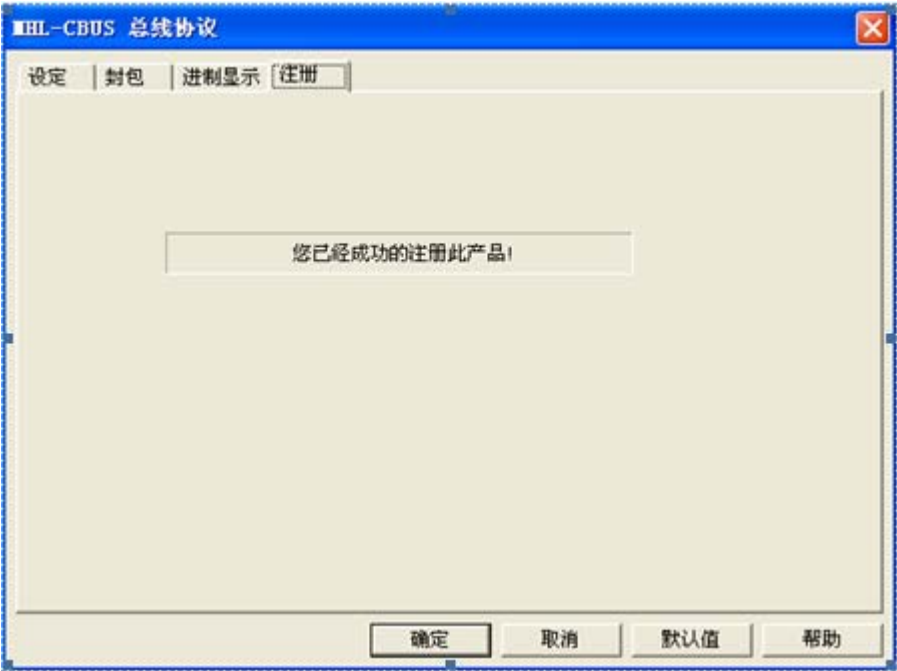 MHL-CBUS 总线协议
设定 封包 进制显示 注册
您已经成功的注册此产品!
确定 取消 默认值 帮助